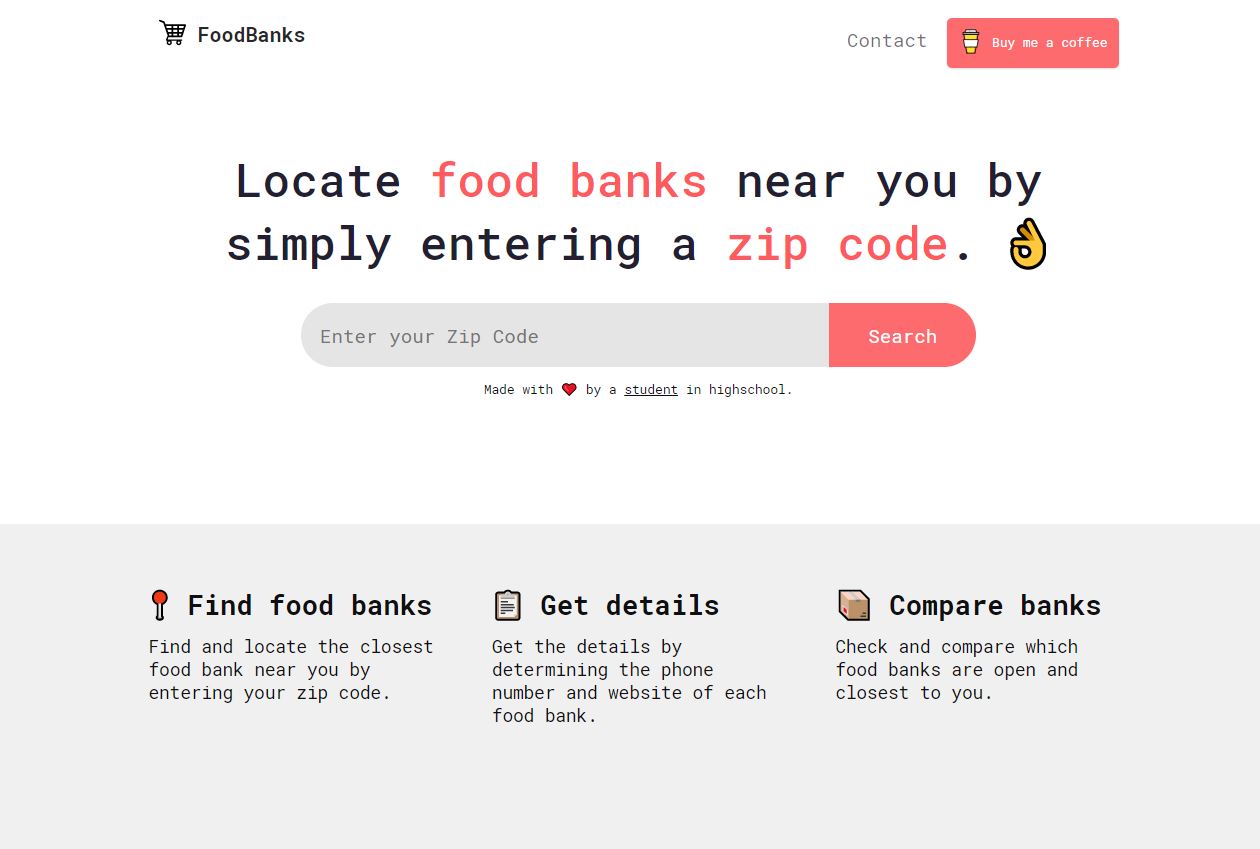 FoodBanks
Contact
Buy me a coffee
Locate food banks near you by
simply entering a zip code. 👌
Enter your Zip Code
Search
Made with ❤ by a student in highschool.
Find food banks
Find and locate the closest
food bank near you by
entering your zip code.
Get details
Get the details by
determining the phone
number and website of each
food bank.
Compare banks
Check and compare which
food banks are open and
closest to you.